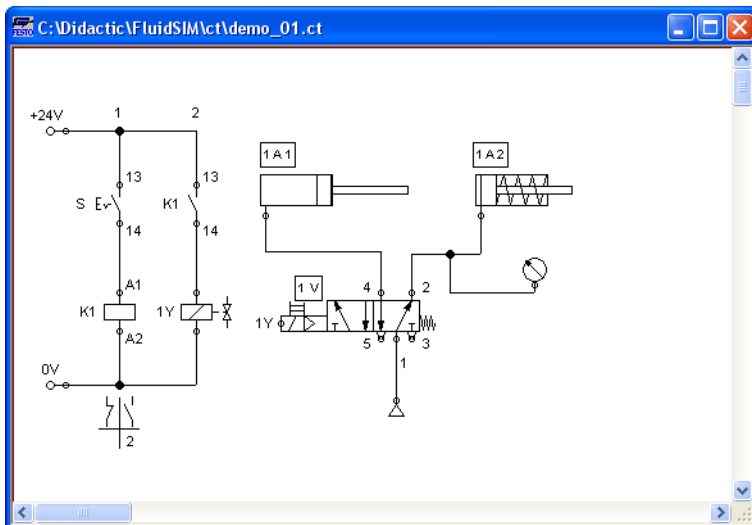 FESTO C:\Didactic\FluidSIM\ct\demo_01.ct
+24V 1 2
1A1 1A2
13 13
S K1
14 14
4 2
1V
A1
K1 1Y 1Y
A2 5 3
0V 1
2